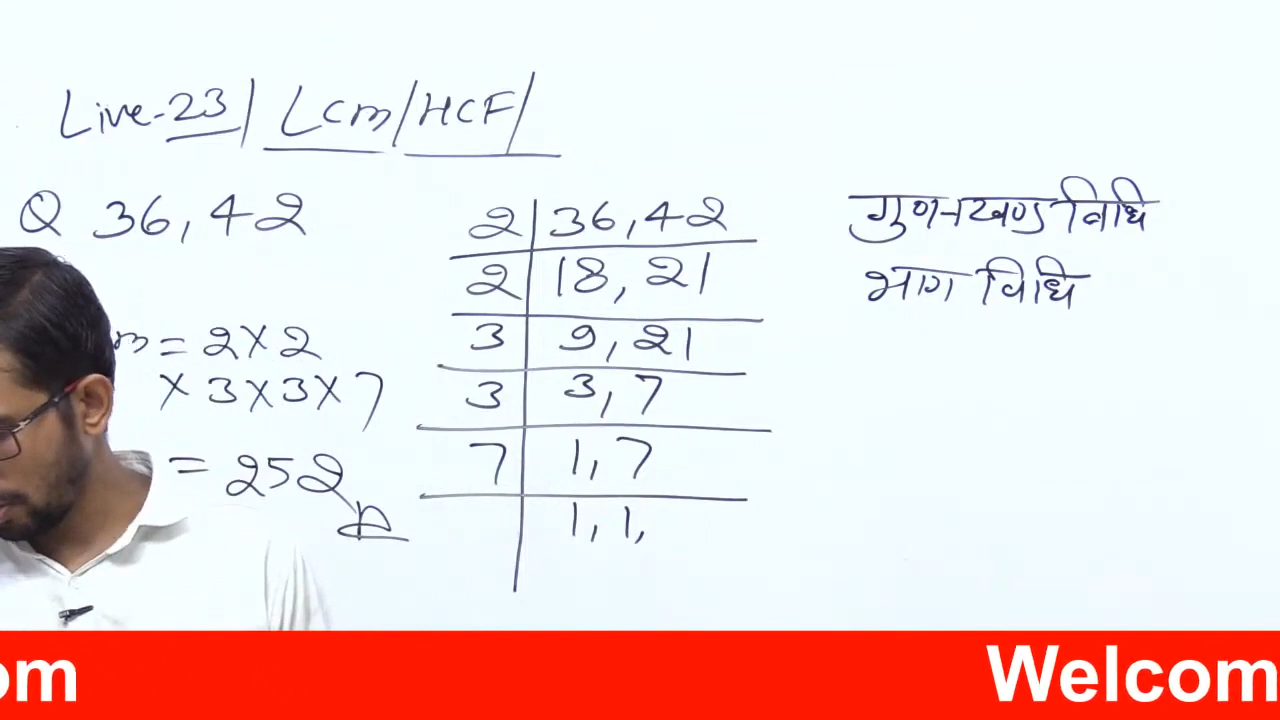 Live-23/ LCM/HCF/
Q 36,42
m = 2×2
×3×3×7
= 252
2 | 36,42
2 | 18, 21
3 | 9, 21
3 | 3,7
7 | 1,7
1, 1,
गुणनखण्ड विधि
भाग विधि
om Welcom